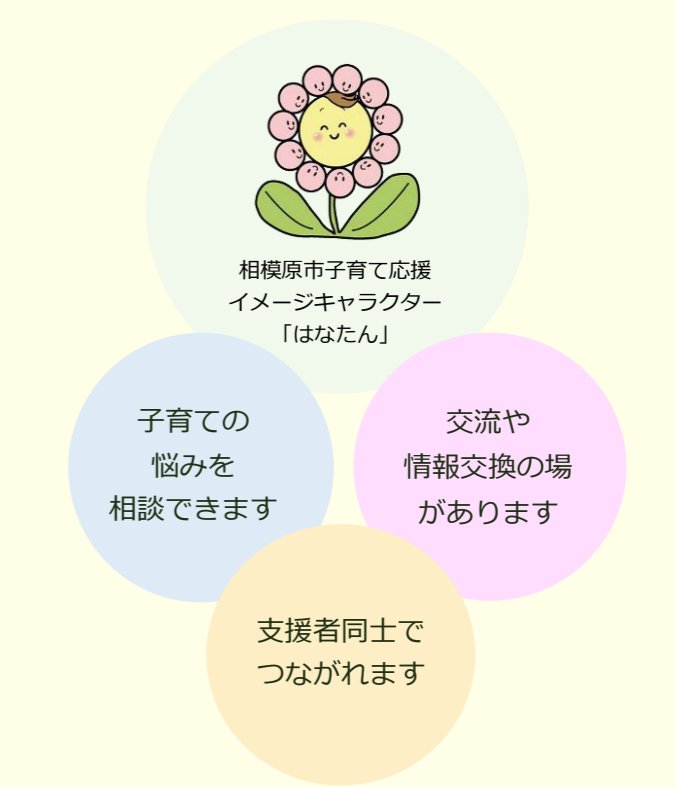 相模原市子育て応援
イメージキャラクター
「はなたん」
子育ての
悩みを
相談できます
交流や
情報交換の場
があります
支援者同士で
つながれます